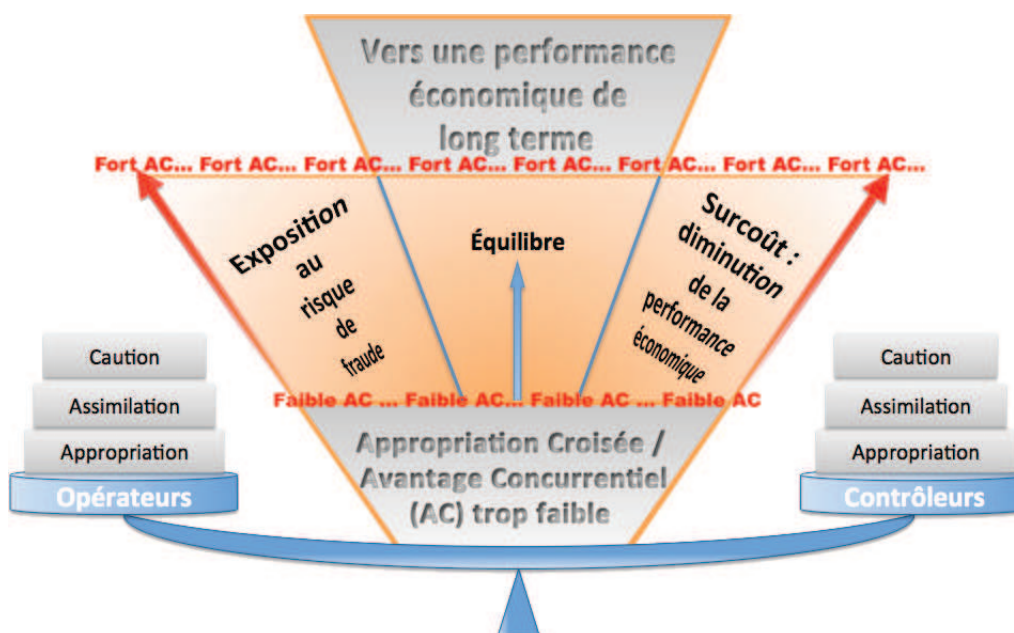 Vers une performance
économique de
long terme
Fort AC... Fort AC... Fort AC... Fort AC... Fort AC... Fort AC... Fort AC... Fort AC...
Exposition
au
risque
de
fraude
Équilibre
Surcoût :
diminution
de la
performance
économique
Caution
Assimilation
Appropriation
Opérateurs
Caution
Assimilation
Appropriation
Contrôleurs
Faible AC ... Faible AC... Faible AC ... Faible AC
Appropriation Croisée /
Avantage Concurrentiel
(AC) trop faible